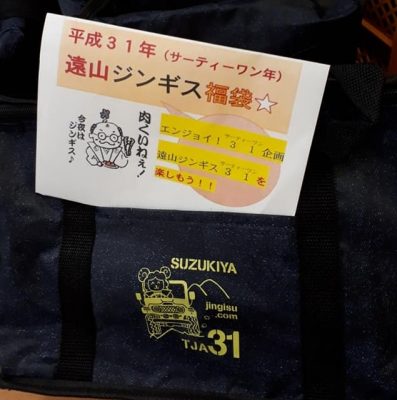 平成31年（サーティーワン年）
遠山ジンギス福袋☆
肉くいねぇ！
今夜は
ジンギス♪
サーティーワン
エンジョイ！31企画
サーティーワン
遠山ジンギス31を
楽しもう！！
SUZUKIYA
jingisu
.com
TJA31